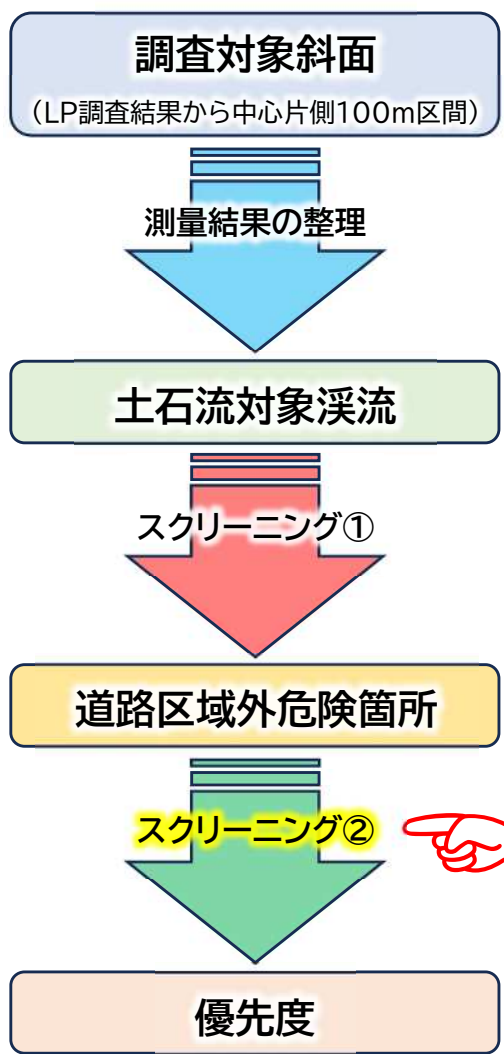 調査対象斜面
（LP調査結果から中心片側100m区間）
測量結果の整理
土石流対象渓流
スクリーニング①
道路区域外危険箇所
スクリーニング②
優先度